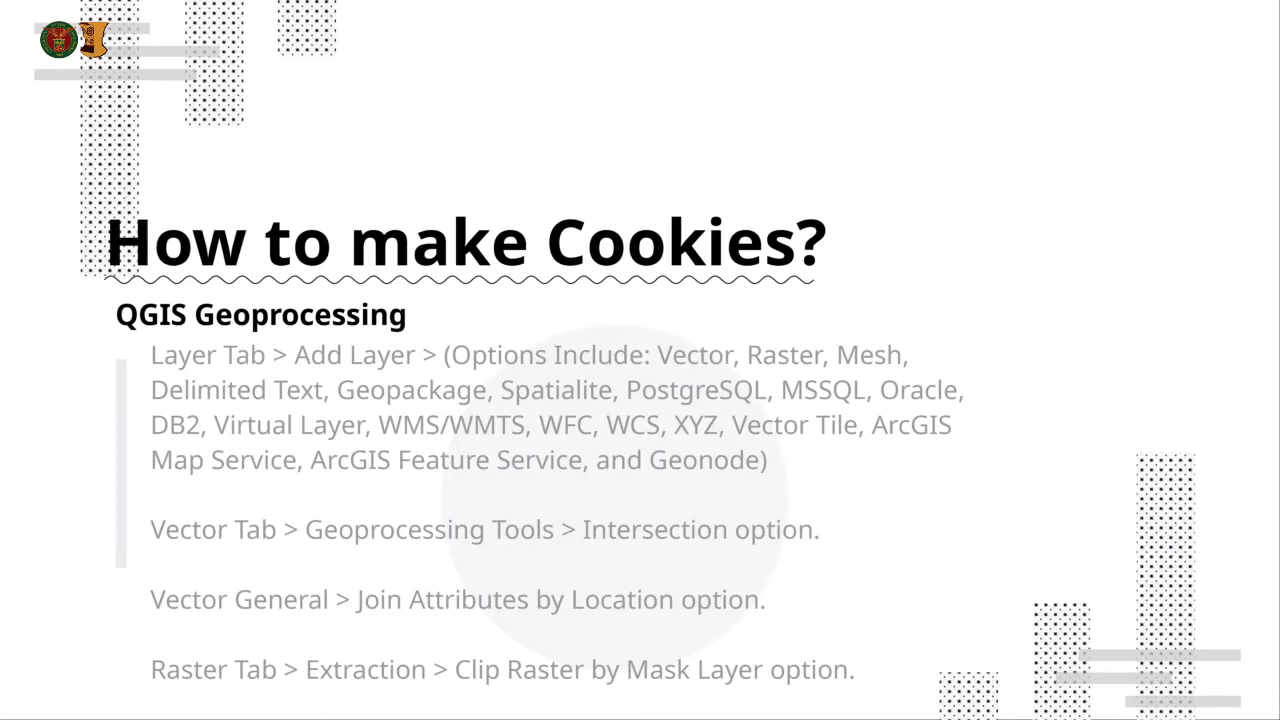 How to make Cookies?
QGIS Geoprocessing
Layer Tab > Add Layer > (Options Include: Vector, Raster, Mesh,
Delimited Text, Geopackage, Spatialite, PostgreSQL, MSSQL, Oracle,
DB2, Virtual Layer, WMS/WMTS, WFC, WCS, XYZ, Vector Tile, ArcGIS
Map Service, ArcGIS Feature Service, and Geonode)
Vector Tab > Geoprocessing Tools > Intersection option.
Vector General > Join Attributes by Location option.
Raster Tab > Extraction > Clip Raster by Mask Layer option.